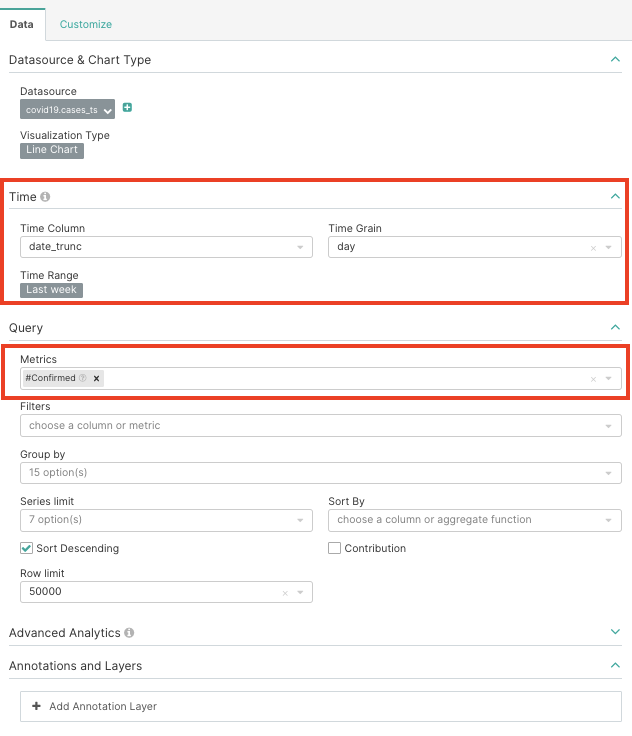 Data Customize
Datasource & Chart Type
Datasource
covid19.cases_ts
Visualization Type
Line Chart
Time
Time Column Time Grain
date_trunc day
Time Range
Last week
Query
Metrics
#Confirmed
Filters
choose a column or metric
Group by
15 option(s)
Series limit Sort By
7 option(s) choose a column or aggregate function
Sort Descending Contribution
Row limit
50000
Advanced Analytics
Annotations and Layers
Add Annotation Layer